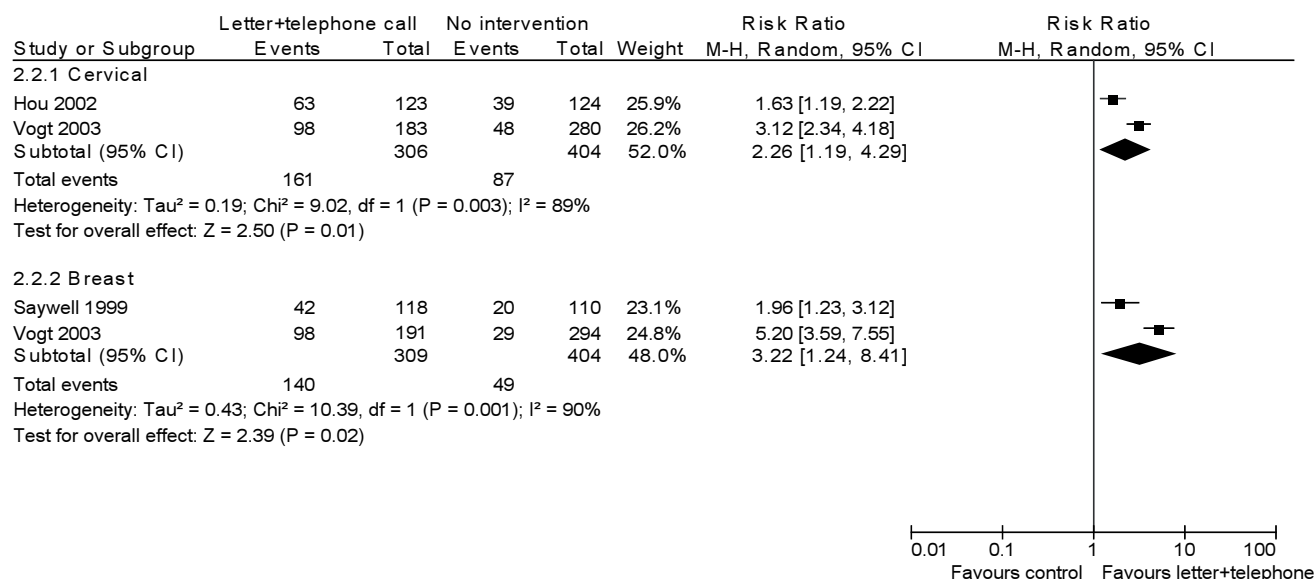 Letter+telephone call No intervention Risk Ratio Risk Ratio
Study or Subgroup Events Total Events Total Weight M-H, Random, 95% CI M-H, Random, 95% CI
2.2.1 Cervical
Hou 2002 63 123 39 124 25.9% 1.63 [1.19, 2.22]
Vogt 2003 98 183 48 280 26.2% 3.12 [2.34, 4.18]
Subtotal (95% CI) 306 404 52.0% 2.26 [1.19, 4.29]
Total events 161 87
Heterogeneity: Tau² = 0.19; Chi² = 9.02, df = 1 (P = 0.003); I² = 89%
Test for overall effect: Z = 2.50 (P = 0.01)
2.2.2 Breast
Saywell 1999 42 118 20 110 23.1% 1.96 [1.23, 3.12]
Vogt 2003 98 191 29 294 24.8% 5.20 [3.59, 7.55]
Subtotal (95% CI) 309 404 48.0% 3.22 [1.24, 8.41]
Total events 140 49
Heterogeneity: Tau² = 0.43; Chi² = 10.39, df = 1 (P = 0.001); I² = 90%
Test for overall effect: Z = 2.39 (P = 0.02)
0.01 0.1 1 10 100
Favours control Favours letter+telephone